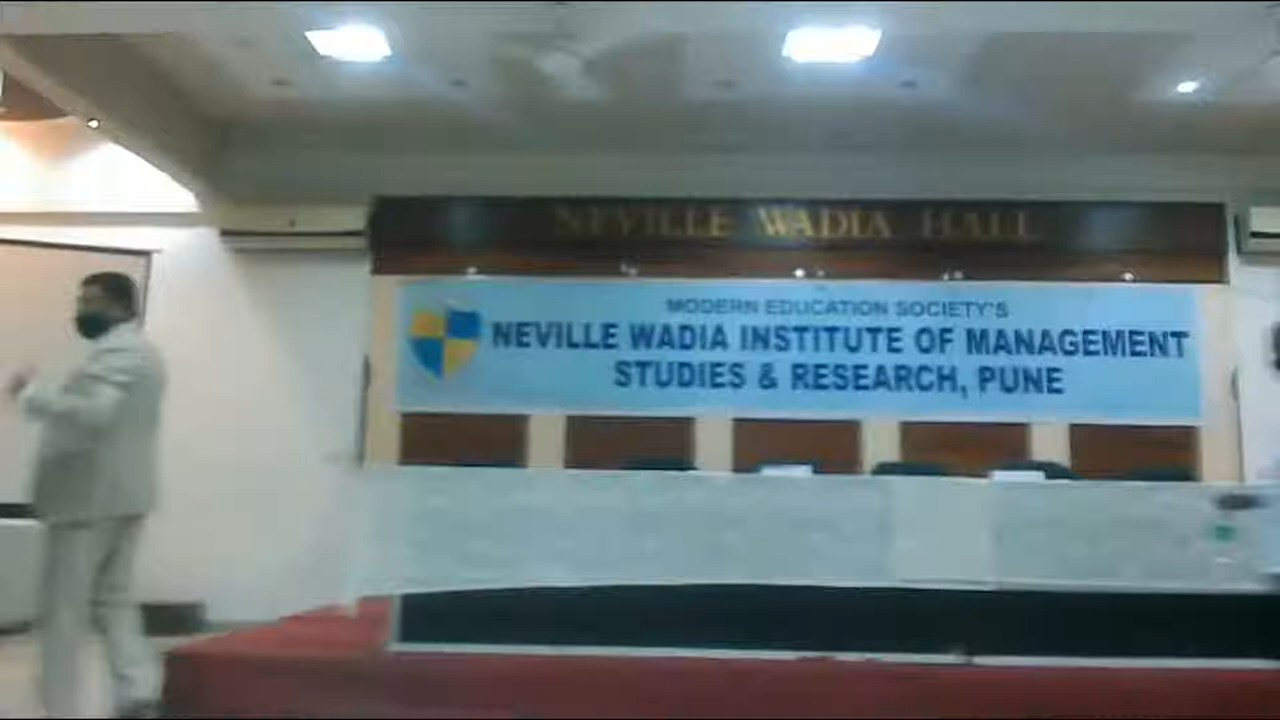 NEVILLE WADIA HALL
MODERN EDUCATION SOCIETY'S
NEVILLE WADIA INSTITUTE OF MANAGEMENT
STUDIES & RESEARCH, PUNE